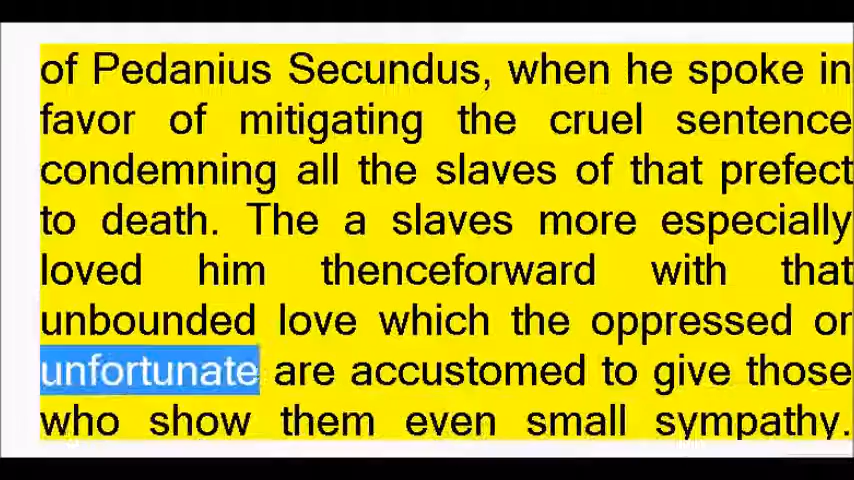 of Pedanius Secundus, when he spoke in
favor of mitigating the cruel sentence
condemning all the slaves of that prefect
to death. The a slaves more especially
loved him thenceforward with that
unbounded love which the oppressed or
unfortunate are accustomed to give those
who show them even small sympathy.